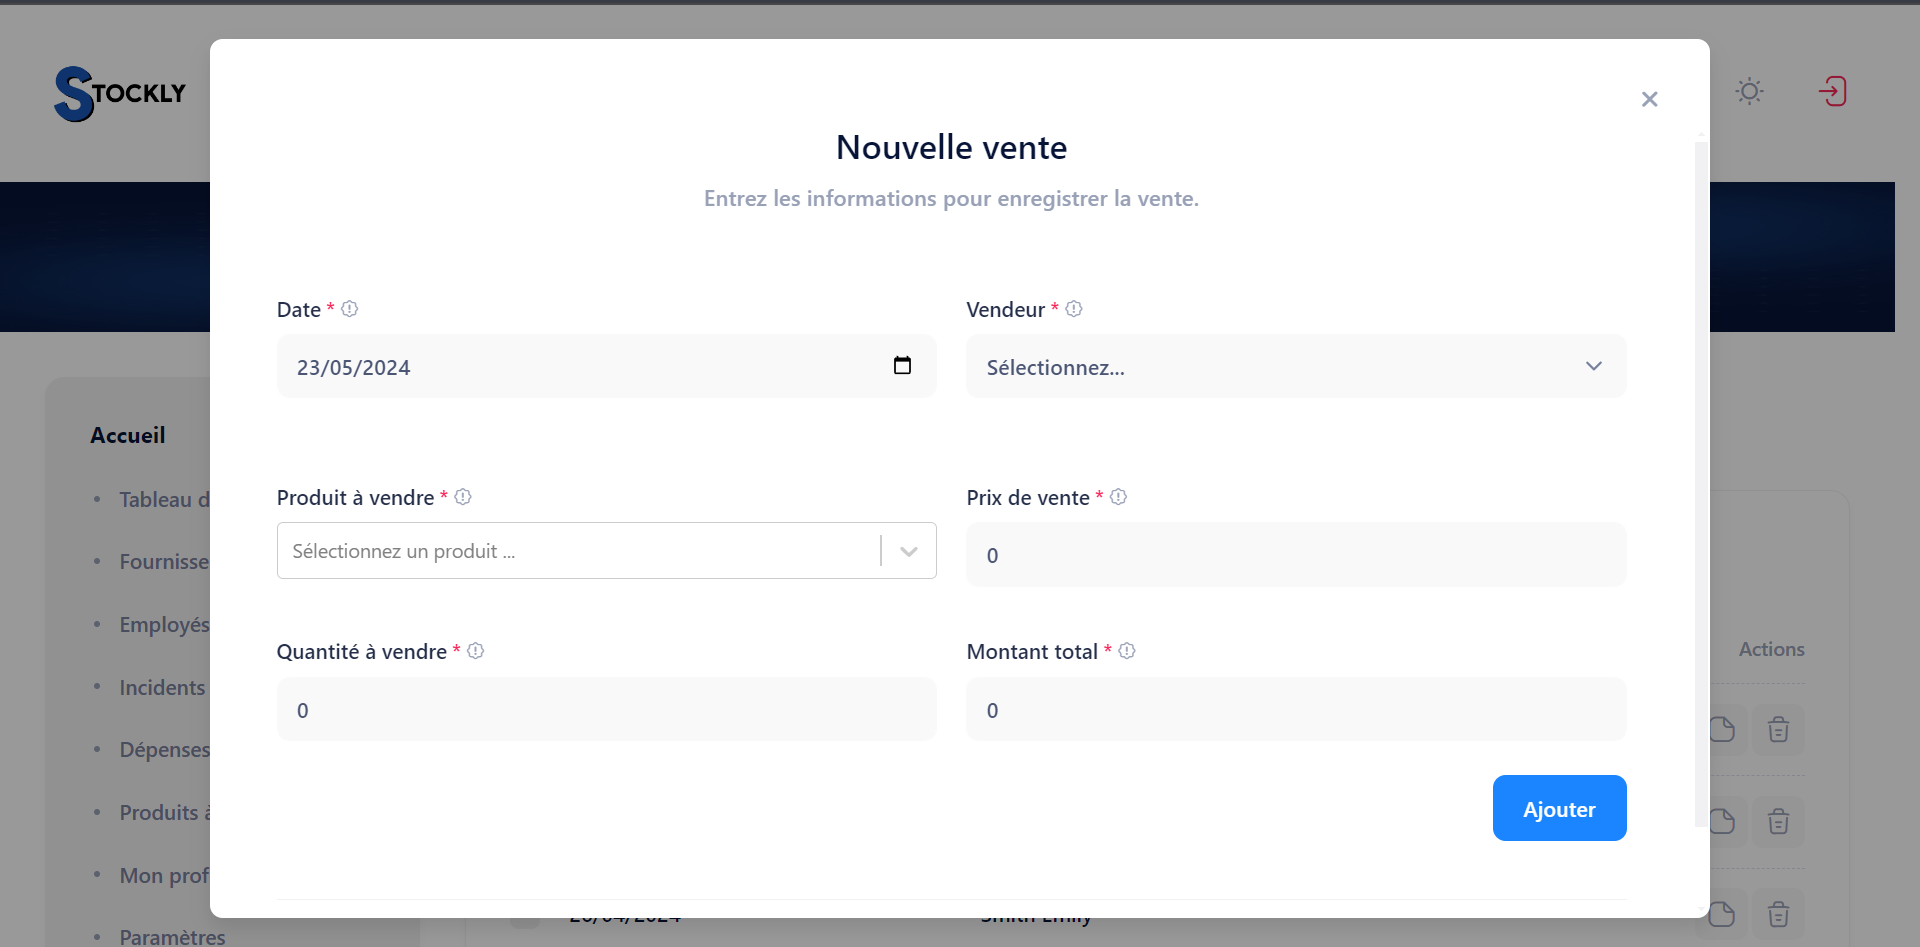 STOCKLY
Nouvelle vente
Entrez les informations pour enregistrer la vente.
Date *
Vendeur *
23/05/2024
Sélectionnez...
Accueil
Tableau d
Produit à vendre *
Prix de vente *
Sélectionnez un produit ...
0
Fournisse
Employés
Quantité à vendre *
Montant total *
Actions
Incidents
0
0
Dépenses
Produits à
Ajouter
Mon prof
Smith Emily
Paramètres